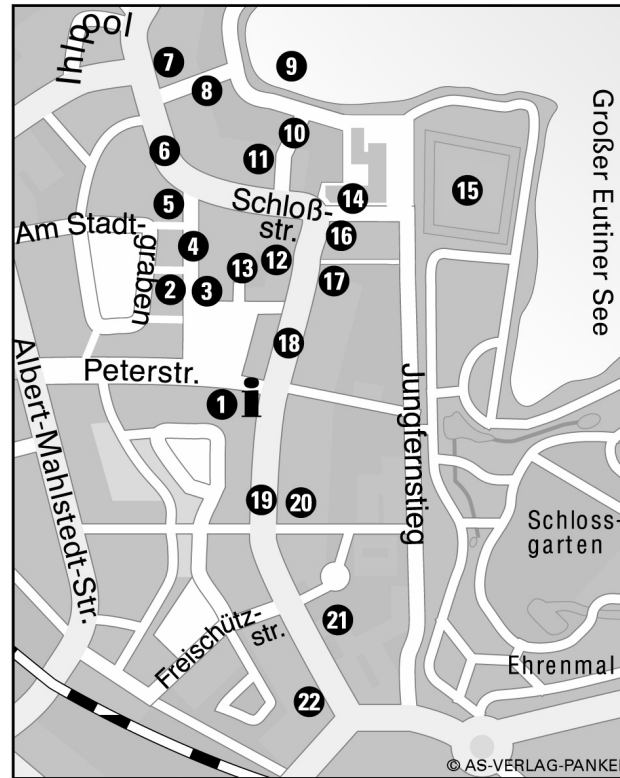 Ihlpool
7
9
8
Großer Eutiner See
10
6
11
15
14
5
Schloß-
str.
Am Stadt-
graben
16
4
12
13
17
2
3
18
Peterstr.
1
i
Albert-Mahlstedt-Str.
Jungfernstieg
19
20
Schloss-
garten
Freischütz-
str.
21
Ehrenmal
22
© AS-VERLAG-PANKER